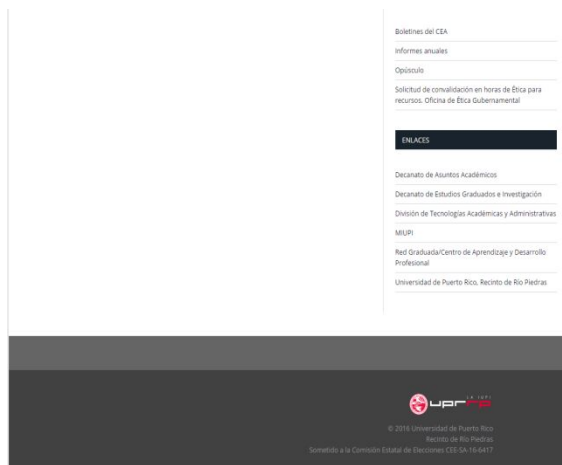 Boletines del CEA
Informes anuales
Opúsculo
Solicitud de convalidación en horas de Ética para
recursos. Oficina de Ética Gubernamental
ENLACES
Decanato de Asuntos Académicos
Decanato de Estudios Graduados e Investigación
División de Tecnologías Académicas y Administrativas
MIUPI
Red Graduada/Centro de Aprendizaje y Desarrollo
Profesional
Universidad de Puerto Rico, Recinto de Río Piedras
LA IUPI
uprrp
© 2016 Universidad de Puerto Rico
Recinto de Río Piedras
Sometido a la Comisión Estatal de Elecciones CEE-SA-16-6417